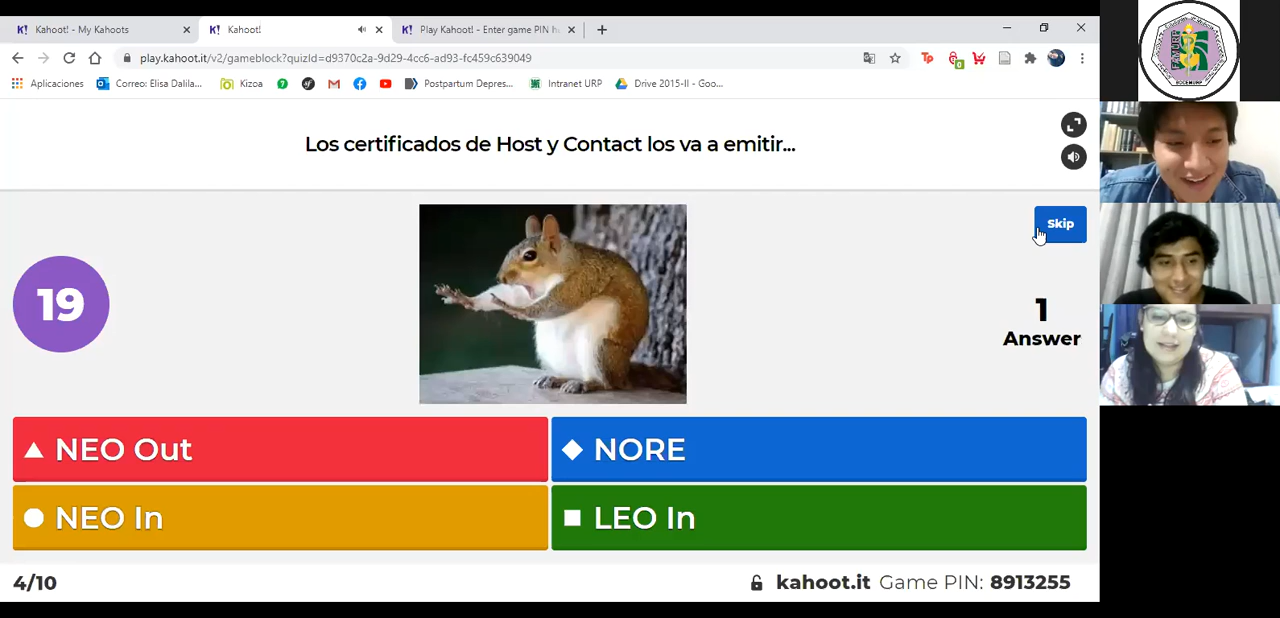 Kahoot! - My Kahoots
Kahoot!
Play Kahoot! - Enter game PIN h
play.kahoot.it/v2/gameblock?quizId=d9370c2a-9d29-4cc6-ad93-fc459c539049
Aplicaciones
Correo: Elisa Dalila...
Kizoa
Postpartum Depres...
Intranet URP
Drive 2015-II - Goo...
Los certificados de Host y Contact los va a emitir...
Skip
19
1
Answer
NEO Out
NORE
NEO In
LEO In
4/10
kahoot.it Game PIN: 8913255